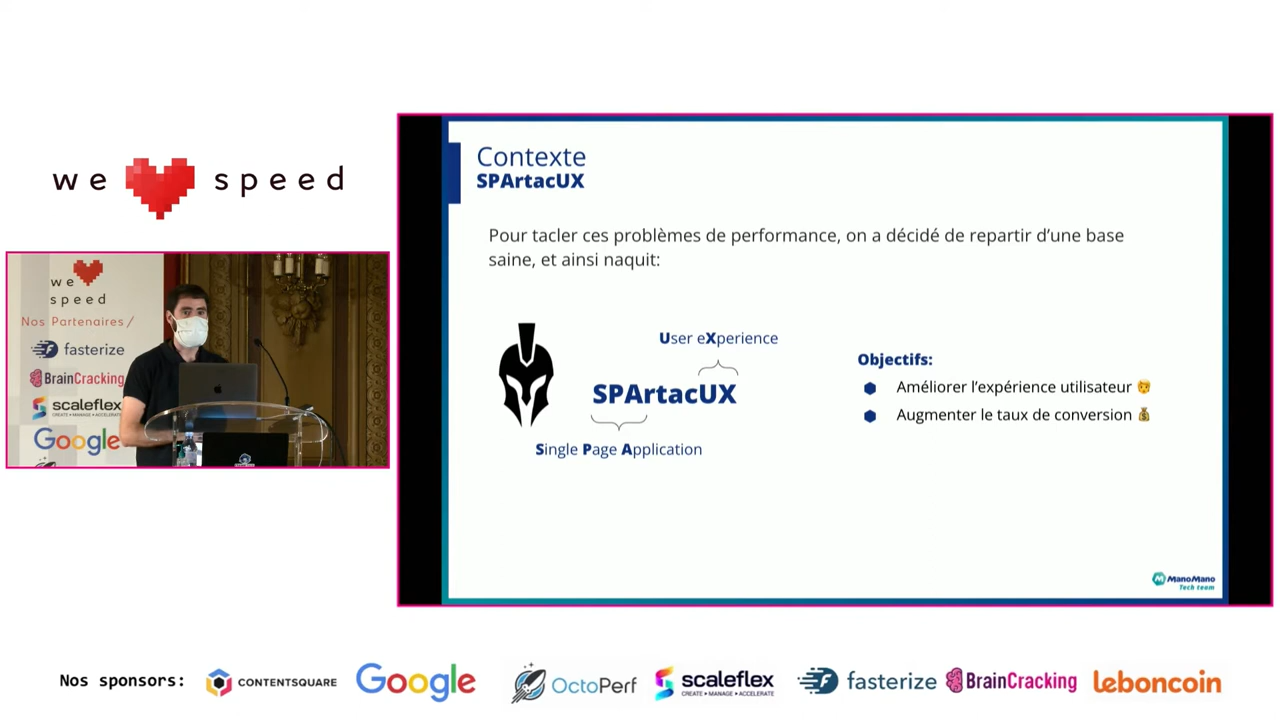 we speed
we
speed
Nos Partenaires/
fasterize
BrainCracking
scaleflex
CREATE • MANAGE • ACCELERATE
Google
Contexte
SPArtacUX
Pour tacler ces problèmes de performance, on a décidé de repartir d'une base
saine, et ainsi naquit:
User eXperience
SPArtacUX
Single Page Application
Objectifs:
Améliorer l'expérience utilisateur
Augmenter le taux de conversion
ManoMano
Tech team
Nos sponsors:
CONTENTSQUARE
Google
OctoPerf
scaleflex
CREATE • MANAGE • ACCELERATE
fasterize
BrainCracking
leboncoin